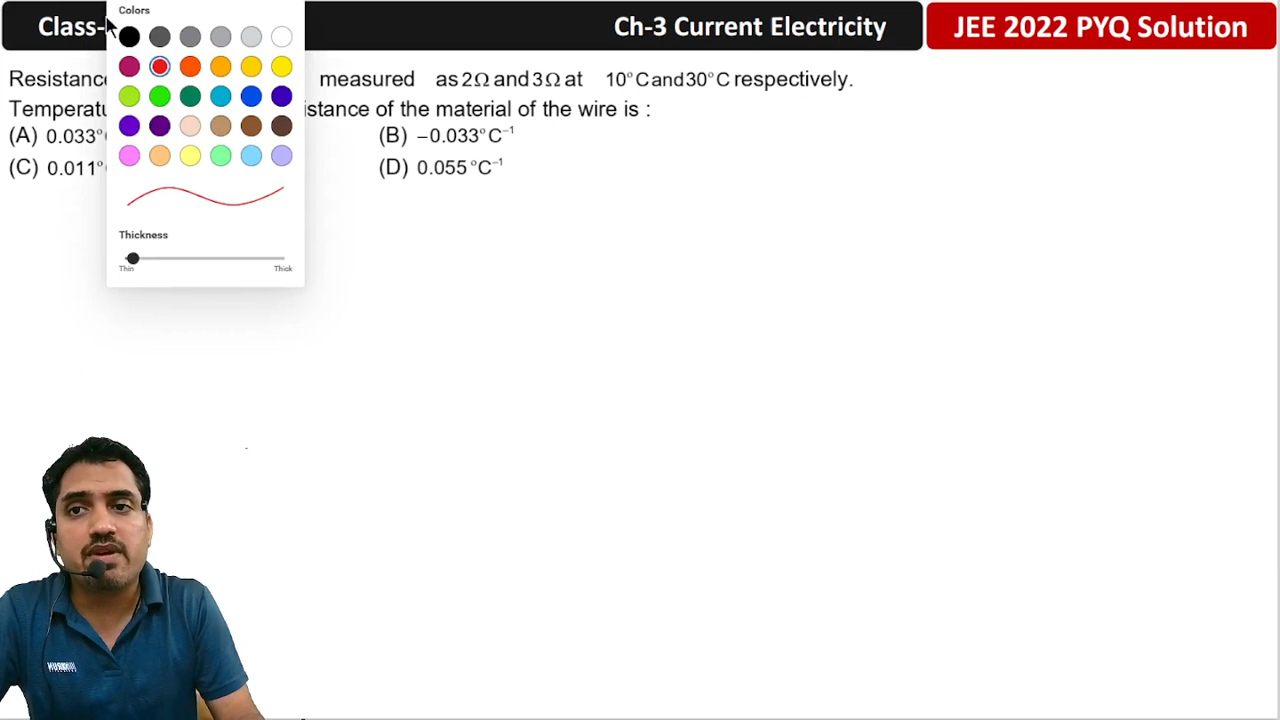 Class-
Colors
Ch-3 Current Electricity
JEE 2022 PYQ Solution
Resistance measured as 2Ω and 3Ω at 10°C and 30°C respectively.
Temperatu istance of the material of the wire is :
(A) 0.033° (B) −0.033°C⁻¹
(C) 0.011° (D) 0.055 °C⁻¹
Thickness
Thin Thick